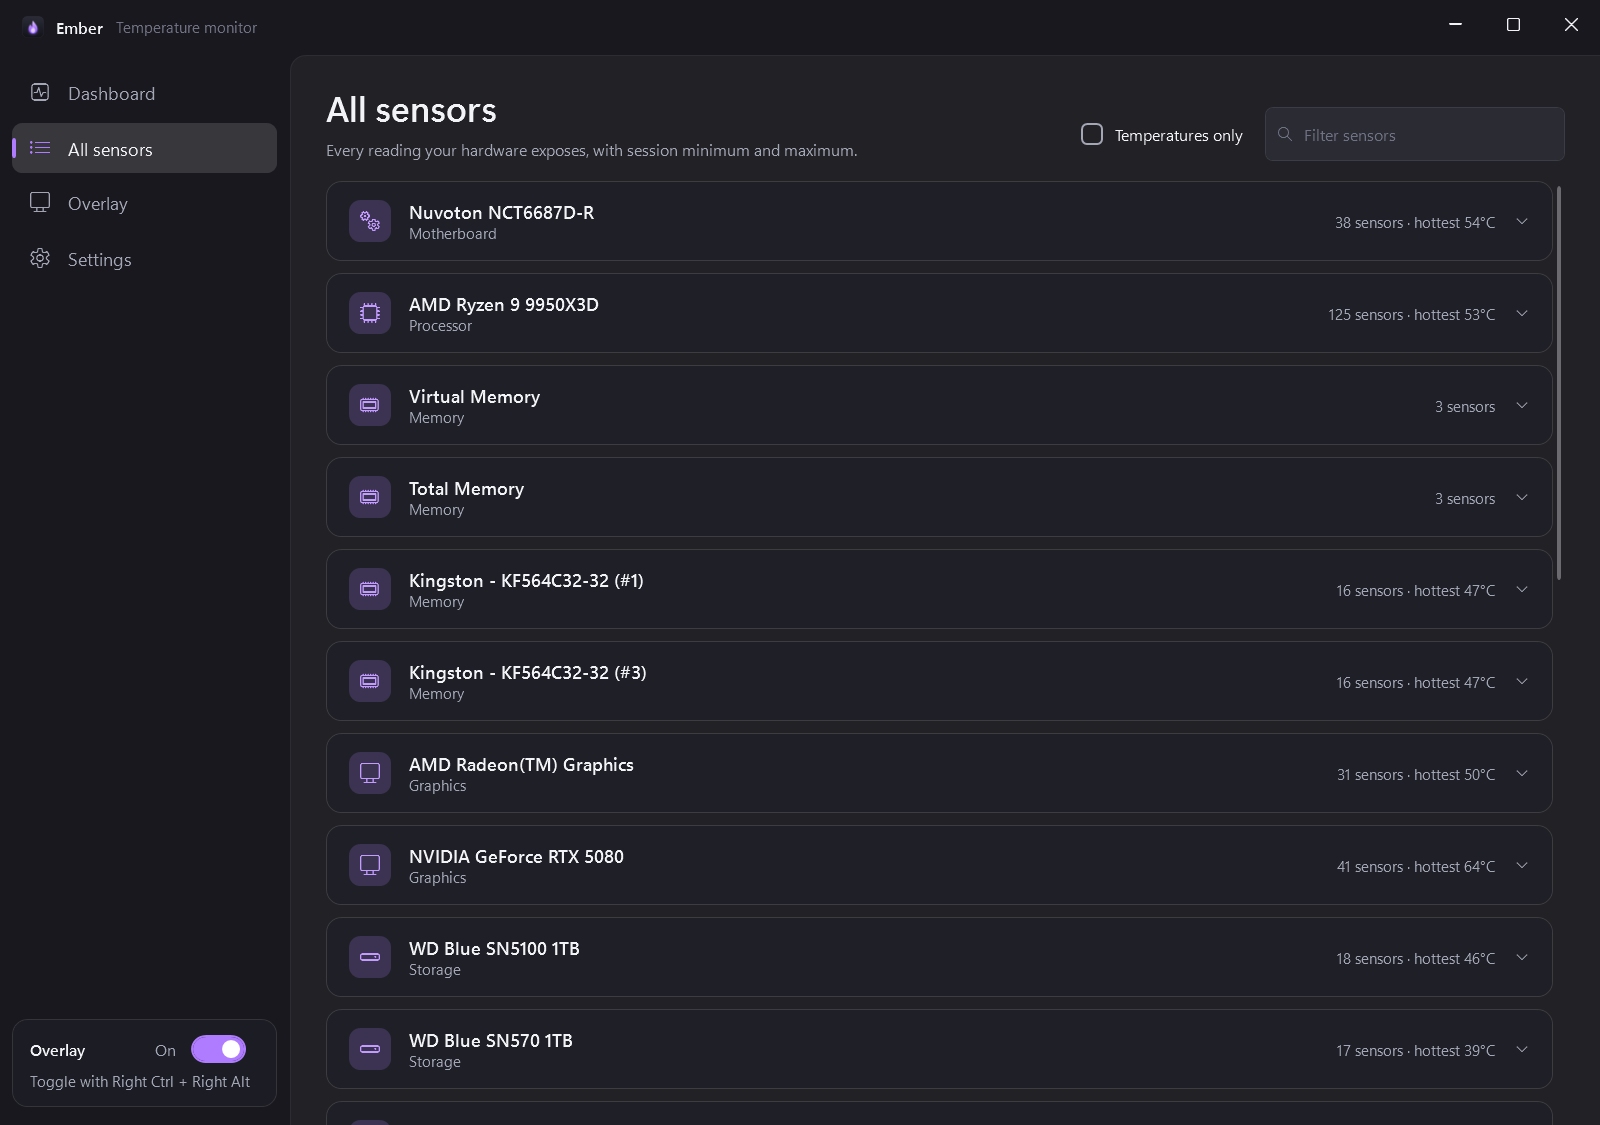 Ember Temperature monitor
Dashboard
All sensors
Overlay
Settings
All sensors
Every reading your hardware exposes, with session minimum and maximum.
Temperatures only
Filter sensors
Nuvoton NCT6687D-R
Motherboard
38 sensors · hottest 54°C
AMD Ryzen 9 9950X3D
Processor
125 sensors · hottest 53°C
Virtual Memory
Memory
3 sensors
Total Memory
Memory
3 sensors
Kingston - KF564C32-32 (#1)
Memory
16 sensors · hottest 47°C
Kingston - KF564C32-32 (#3)
Memory
16 sensors · hottest 47°C
AMD Radeon(TM) Graphics
Graphics
31 sensors · hottest 50°C
NVIDIA GeForce RTX 5080
Graphics
41 sensors · hottest 64°C
WD Blue SN5100 1TB
Storage
18 sensors · hottest 46°C
WD Blue SN570 1TB
Storage
17 sensors · hottest 39°C
Overlay On
Toggle with Right Ctrl + Right Alt